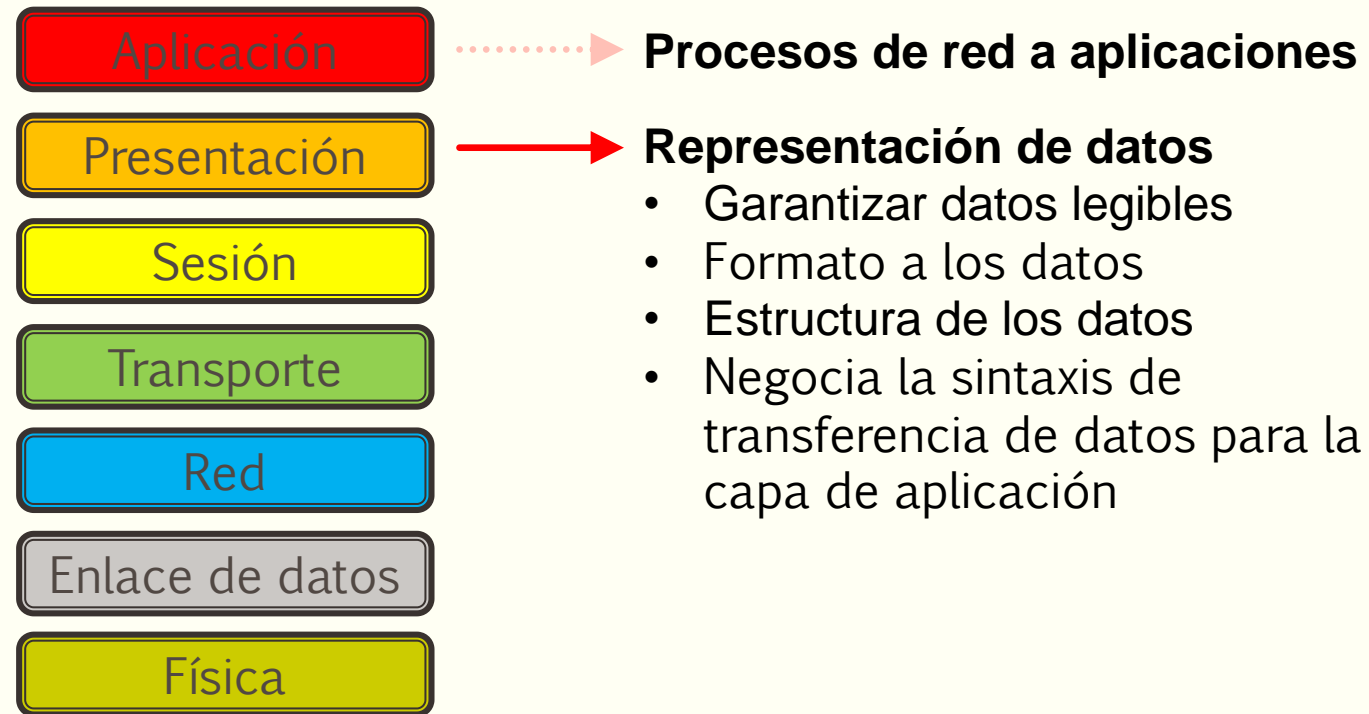 Aplicación
Procesos de red a aplicaciones
Presentación
Representación de datos
• Garantizar datos legibles
• Formato a los datos
• Estructura de los datos
• Negocia la sintaxis de
transferencia de datos para la
capa de aplicación
Sesión
Transporte
Red
Enlace de datos
Física